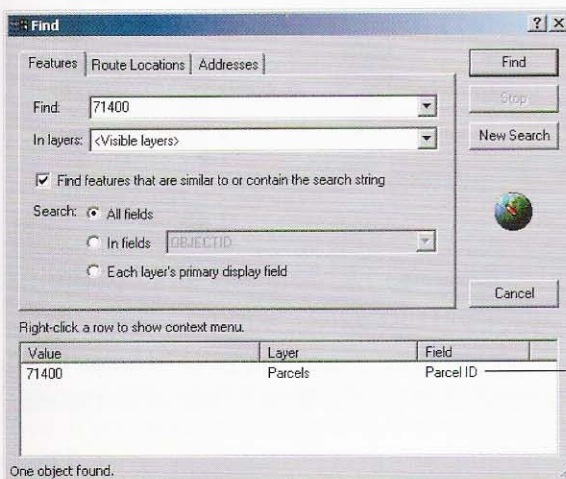 Find
Features Route Locations Addresses
Find
Find: 71400
Stop
In layers: <Visible layers>
New Search
Find features that are similar to or contain the search string
Search: All fields
In fields OBJECTID
Each layer's primary display field
Cancel
Right-click a row to show context menu.
Value Layer Field
71400 Parcels Parcel ID
One object found.